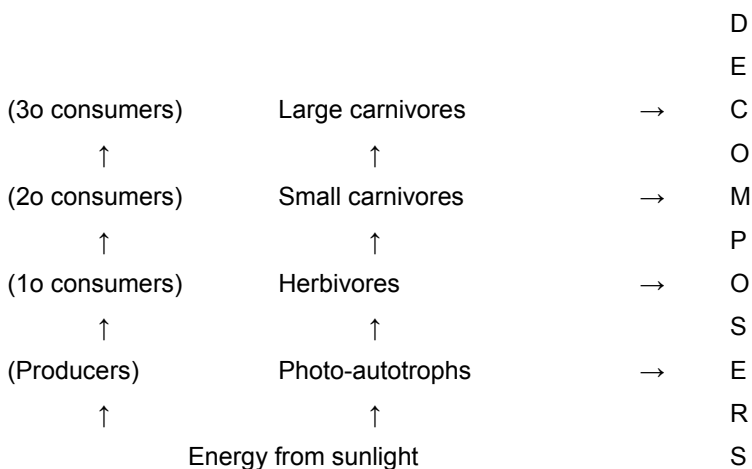 D
E
(3o consumers) Large carnivores → C
↑ ↑ O
(2o consumers) Small carnivores → M
↑ ↑ P
(1o consumers) Herbivores → O
↑ ↑ S
(Producers) Photo-autotrophs → E
↑ ↑ R
Energy from sunlight S